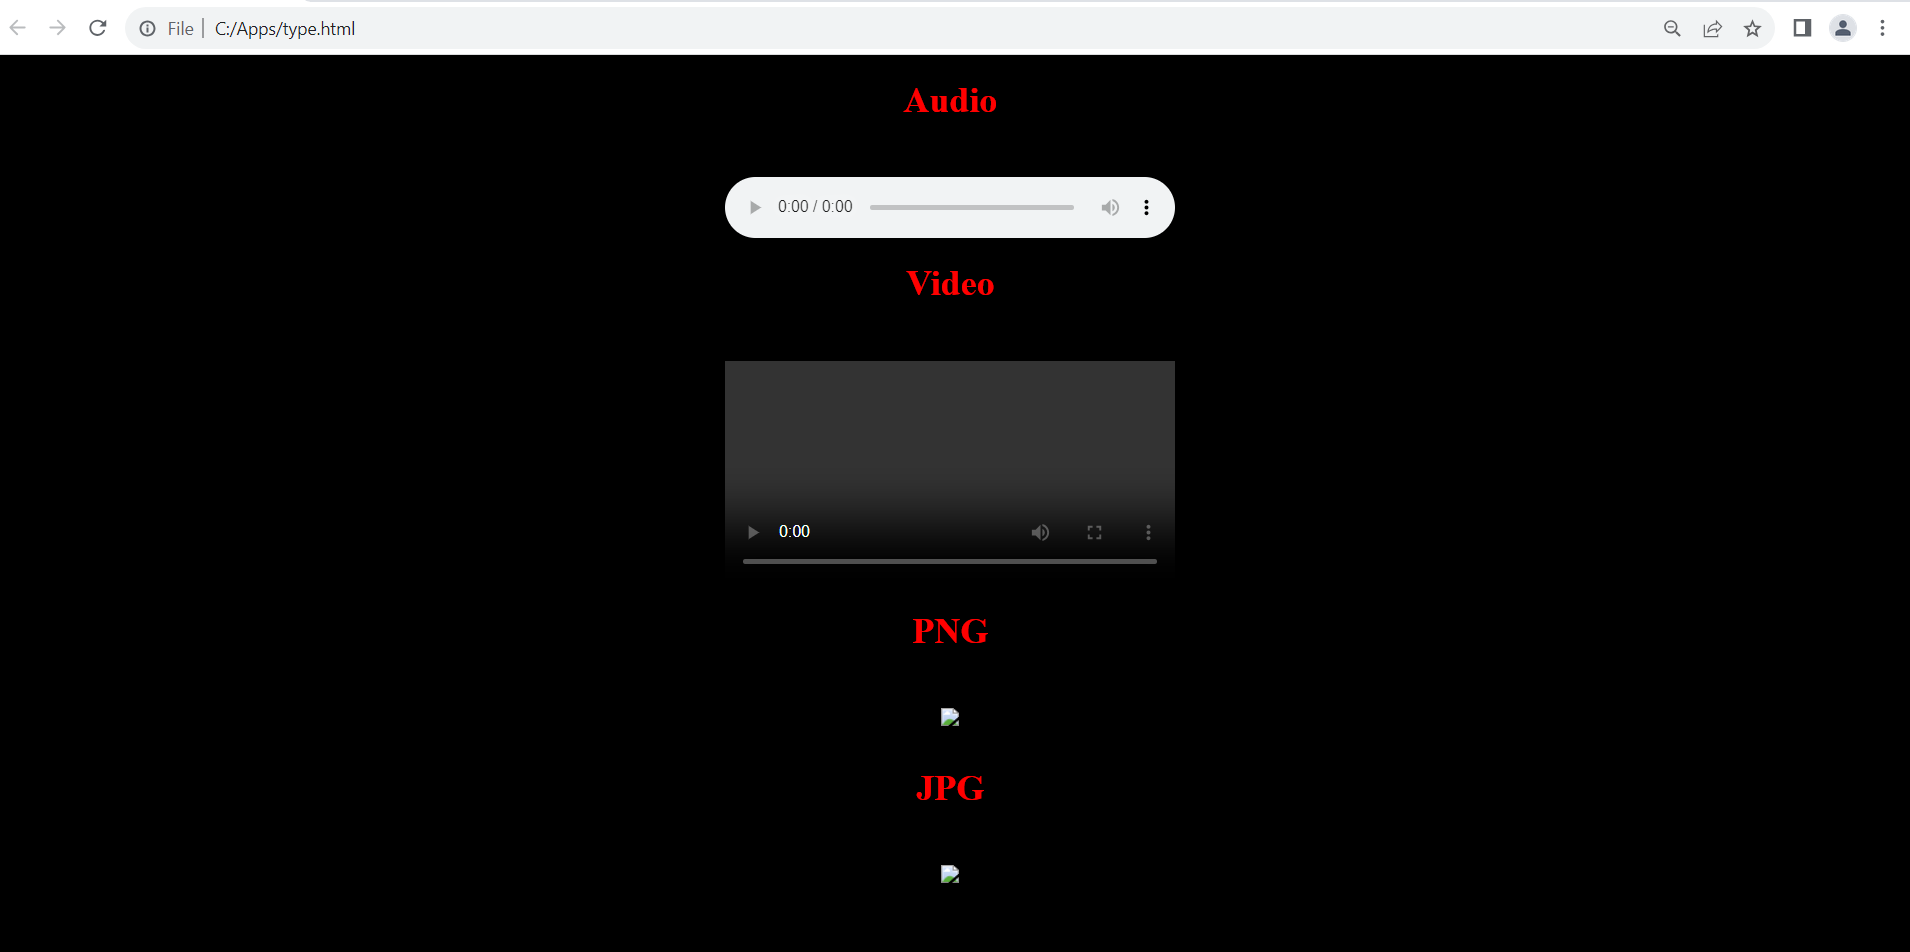 File | C:/Apps/type.html
Audio
0:00 / 0:00
Video
0:00
PNG
JPG